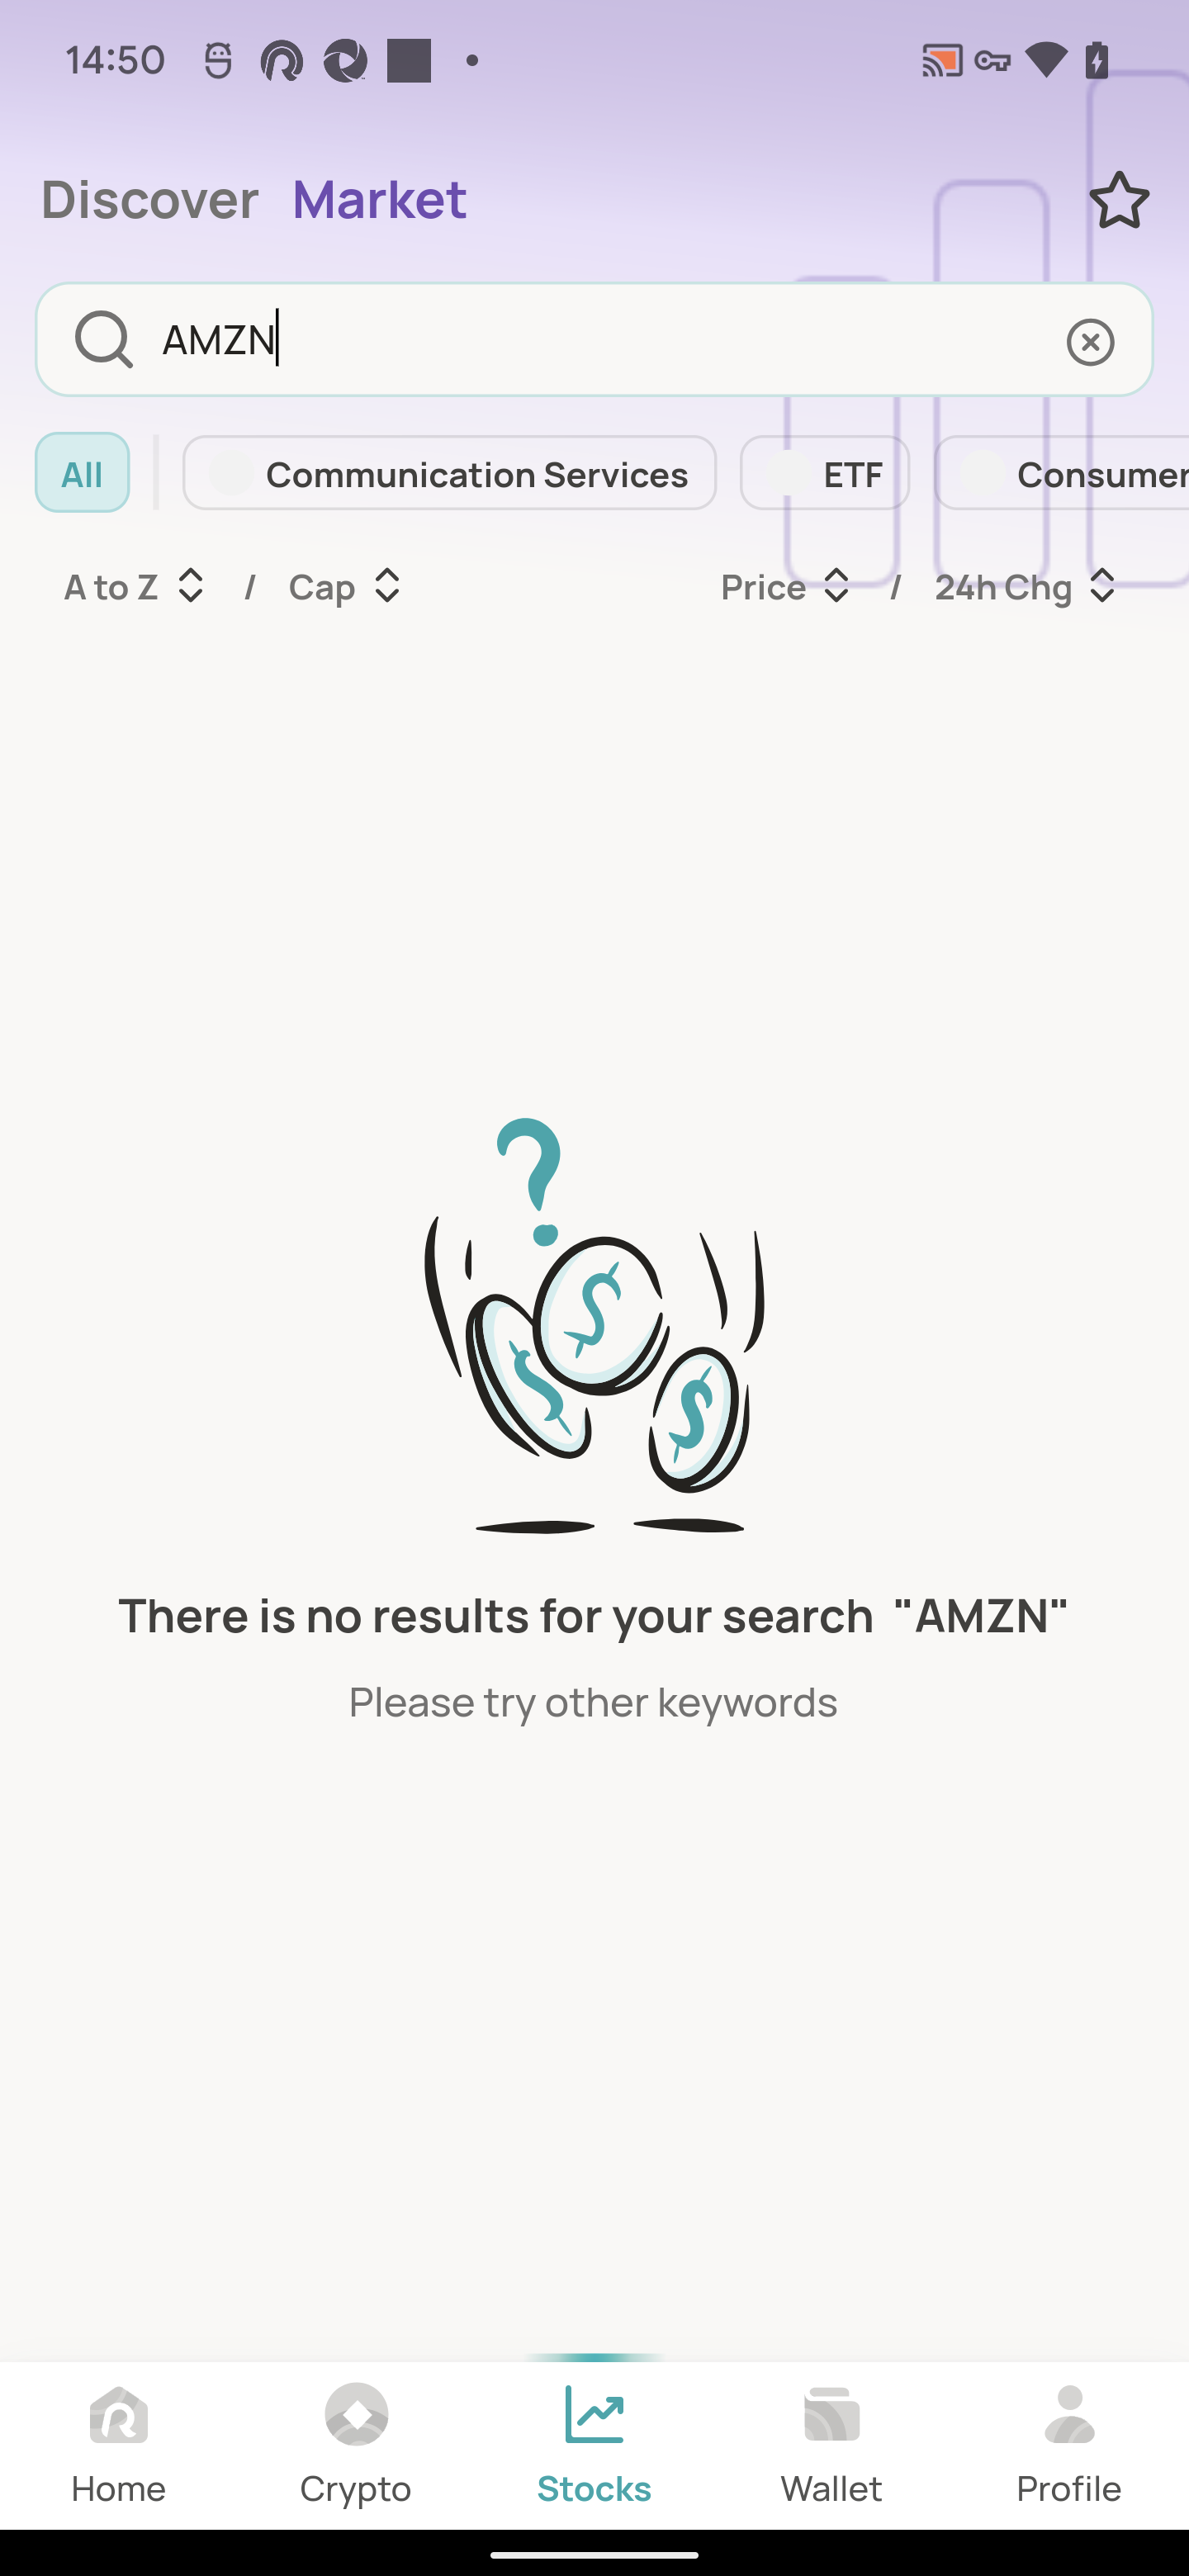 14:50
Discover Market
AMZN
All Communication Services ETF Consumer
A to Z / Cap Price / 24h Chg
There is no results for your search "AMZN"
Please try other keywords
Home Crypto Stocks Wallet Profile